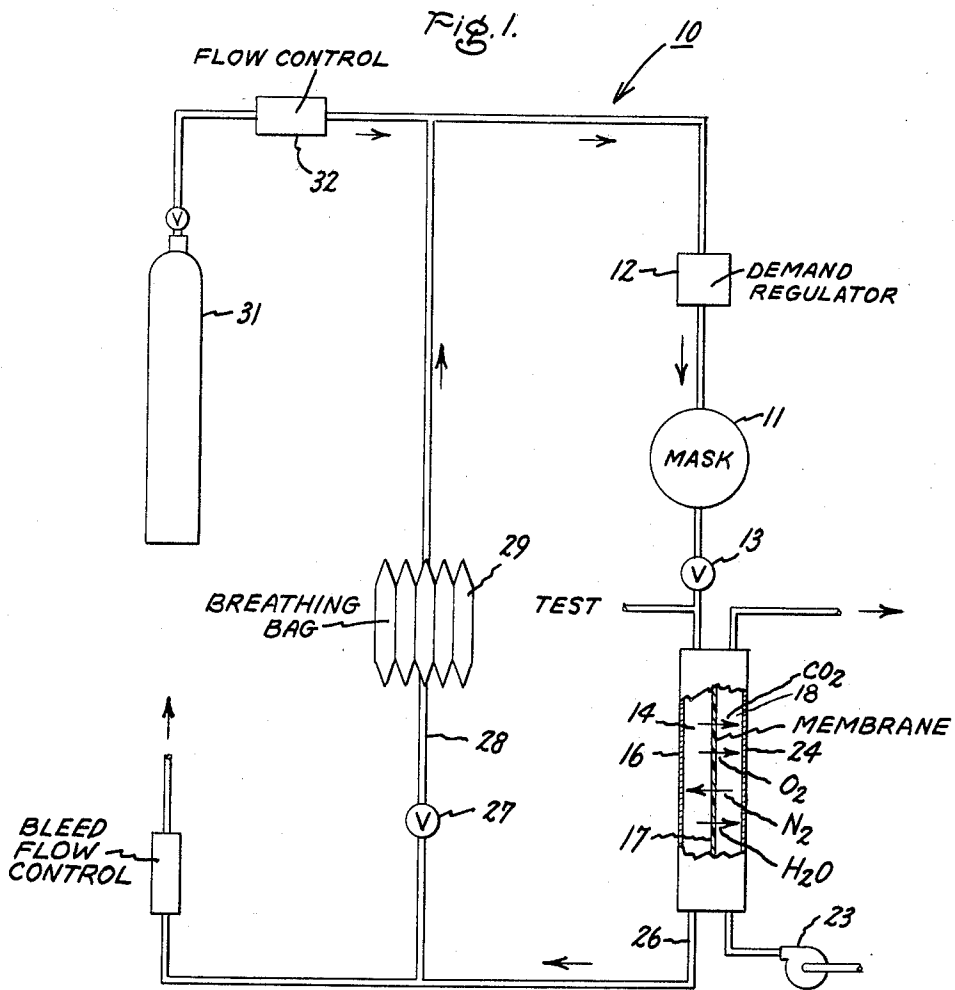 Fig. 1.
10
FLOW CONTROL
32
V
31
12
DEMAND
REGULATOR
11
MASK
13
V
29
BREATHING
BAG
TEST
CO2
18
14
MEMBRANE
16
24
O2
28
N2
27
V
17
H2O
BLEED
FLOW
CONTROL
23
26